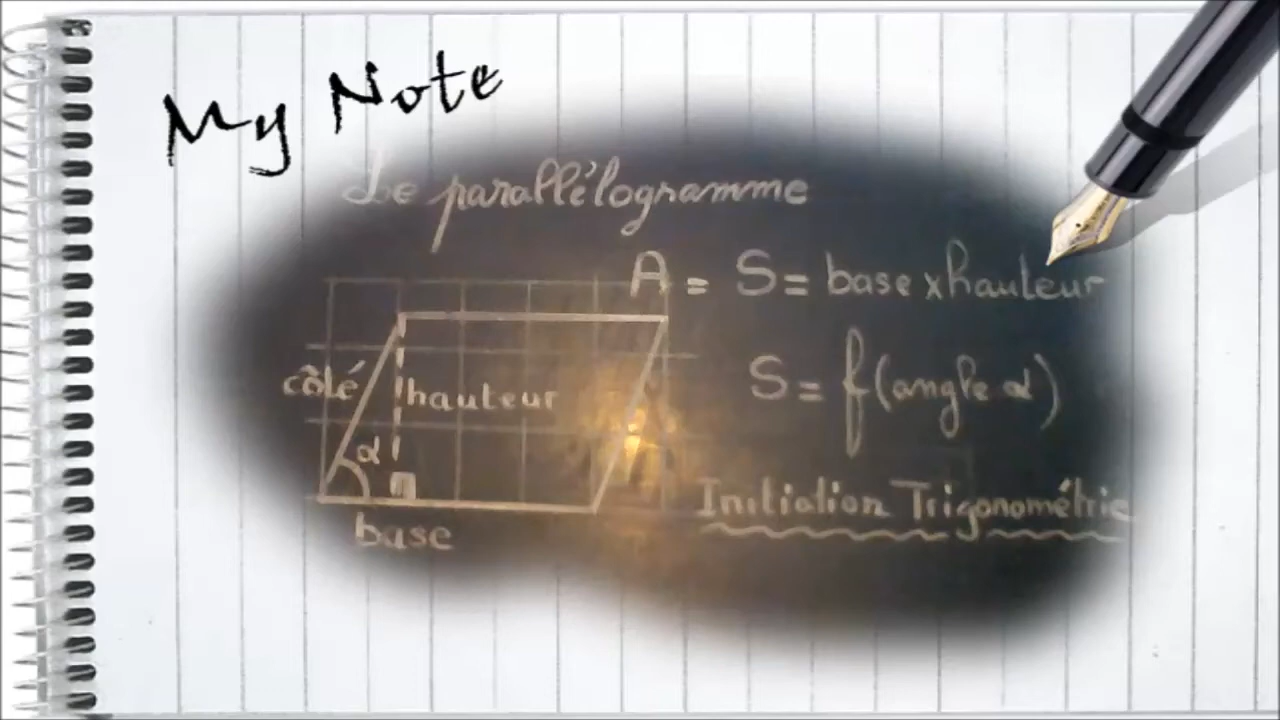 My Note
Le parallélogramme
A = S = base x hauteur
côté
hauteur
S = f(angle α)
α
Initiation Trigonométrie
base